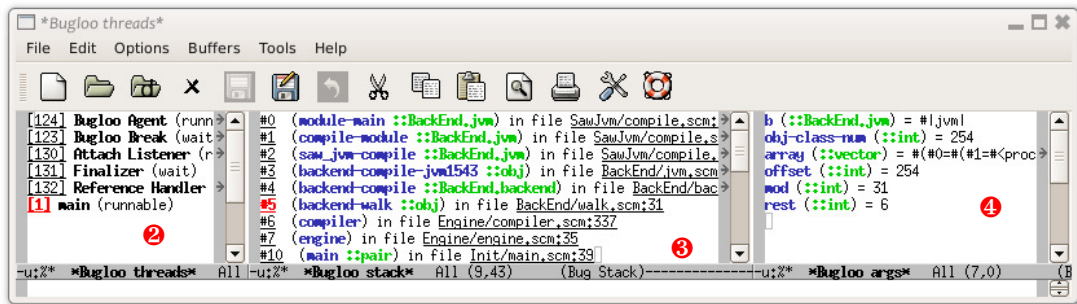 *Bugloo threads*
File Edit Options Buffers Tools Help
[124] Bugloo Agent (runn
[123] Bugloo Break (wait
[130] Attach Listener (r
[131] Finalizer (wait)
[132] Reference Handler
[1] main (runnable)
❷
#0 (module-main ::BackEnd.jvm) in file SawJvm/compile.scm:
#1 (compile-module ::BackEnd.jvm) in file SawJvm/compile.s
#2 (saw_jvm-compile ::BackEnd.jvm) in file SawJvm/compile.
#3 (backend-compile-jvm1543 ::obj) in file BackEnd/jvm.scm
#4 (backend-compile ::BackEnd.backend) in file BackEnd/bac
#5 (backend-walk ::obj) in file BackEnd/walk.scm:31
#6 (compiler) in file Engine/compiler.scm:337
#7 (engine) in file Engine/engine.scm:35
#10 (main ::pair) in file Init/main.scm:39
❸
b (::BackEnd.jvm) = #|jvm|
obj-class-num (::int) = 254
array (::vector) = #(#0=#(#1=#<proc
offset (::int) = 254
mod (::int) = 31
rest (::int) = 6
❹
-u:%* *Bugloo threads* All
-u:%* *Bugloo stack* All (9,43) (Bug Stack)--------------
-u:%* *Bugloo args* All (7,0) (B